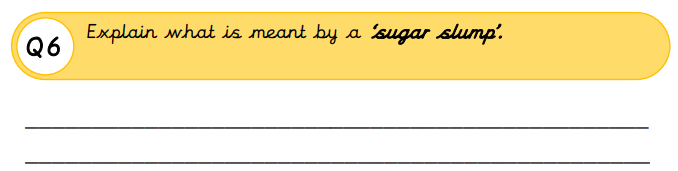 Q6
Explain what is meant by a ‘sugar slump’.